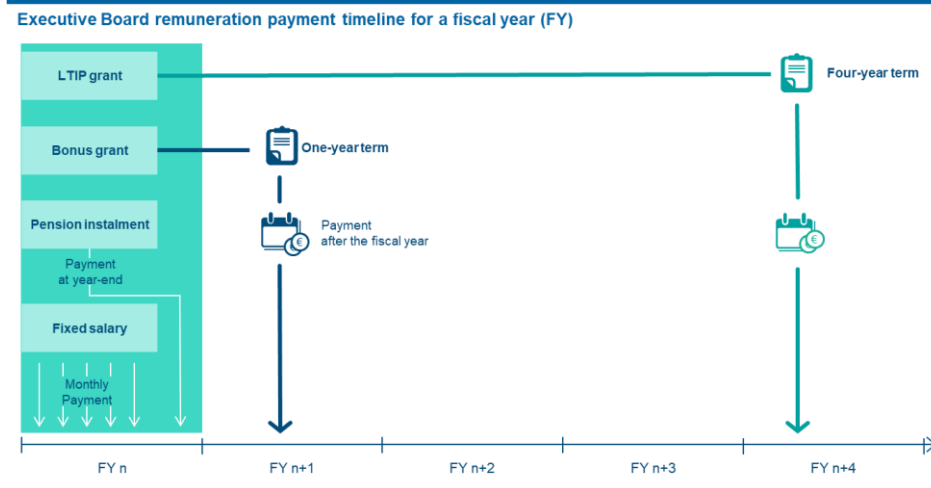 Executive Board remuneration payment timeline for a fiscal year (FY)
LTIP grant
Four-year term
Bonus grant
One-year term
Pension instalment
Payment
after the fiscal year
€
€
Payment
at year-end
Fixed salary
Monthly
Payment
FY n
FY n+1
FY n+2
FY n+3
FY n+4